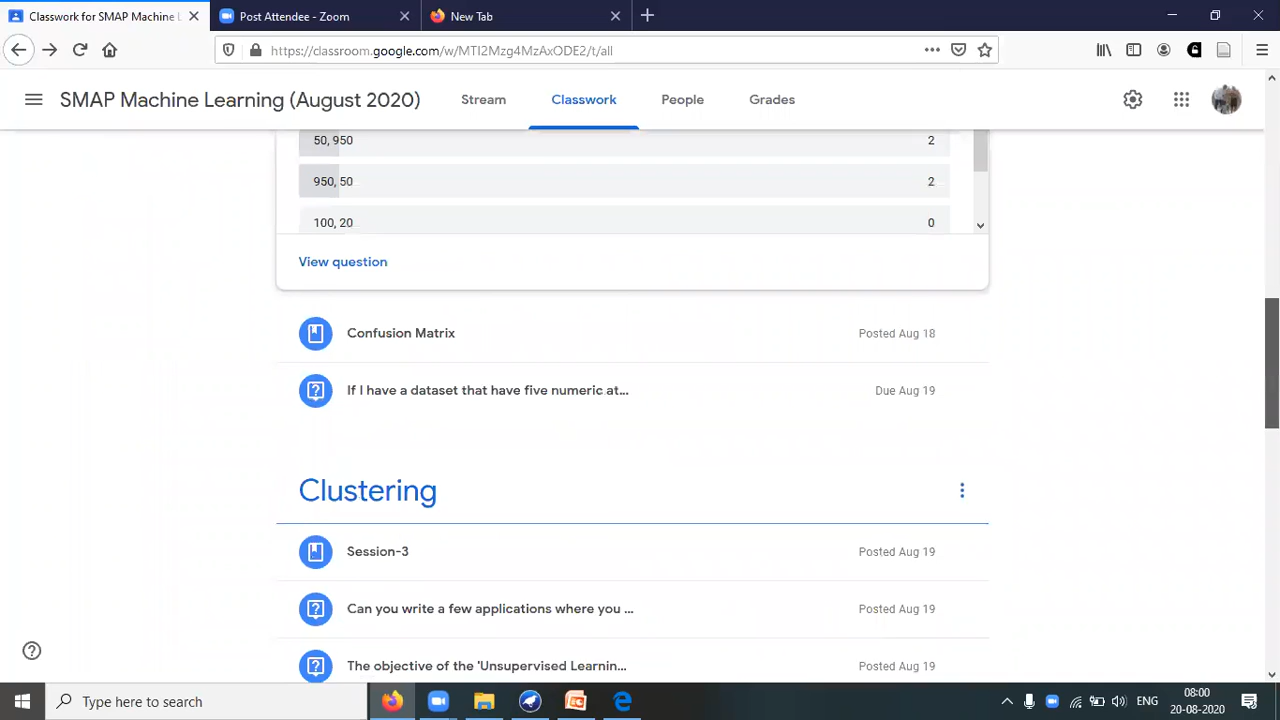 Classwork for SMAP Machine L
Post Attendee - Zoom
New Tab
https://classroom.google.com/w/MTI2Mzg4MzAxODE2/t/all
SMAP Machine Learning (August 2020)
Stream
Classwork
People
Grades
50, 950
2
950, 50
2
100, 20
0
View question
Confusion Matrix
Posted Aug 18
If I have a dataset that have five numeric at...
Due Aug 19
Clustering
Session-3
Posted Aug 19
Can you write a few applications where you ...
Posted Aug 19
The objective of the 'Unsupervised Learnin...
Posted Aug 19
Type here to search
ENG
08:00
20-08-2020